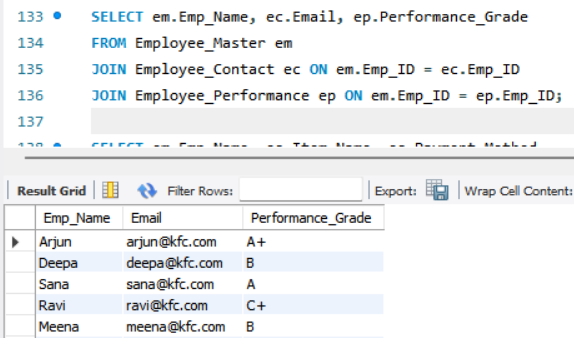 133 SELECT em.Emp_Name, ec.Email, ep.Performance_Grade
134 FROM Employee_Master em
135 JOIN Employee_Contact ec ON em.Emp_ID = ec.Emp_ID
136 JOIN Employee_Performance ep ON em.Emp_ID = ep.Emp_ID;
137
Result Grid Filter Rows: Export: Wrap Cell Content:
Emp_Name Email Performance_Grade
Arjun arjun@kfc.com A+
Deepa deepa@kfc.com B
Sana sana@kfc.com A
Ravi ravi@kfc.com C+
Meena meena@kfc.com B